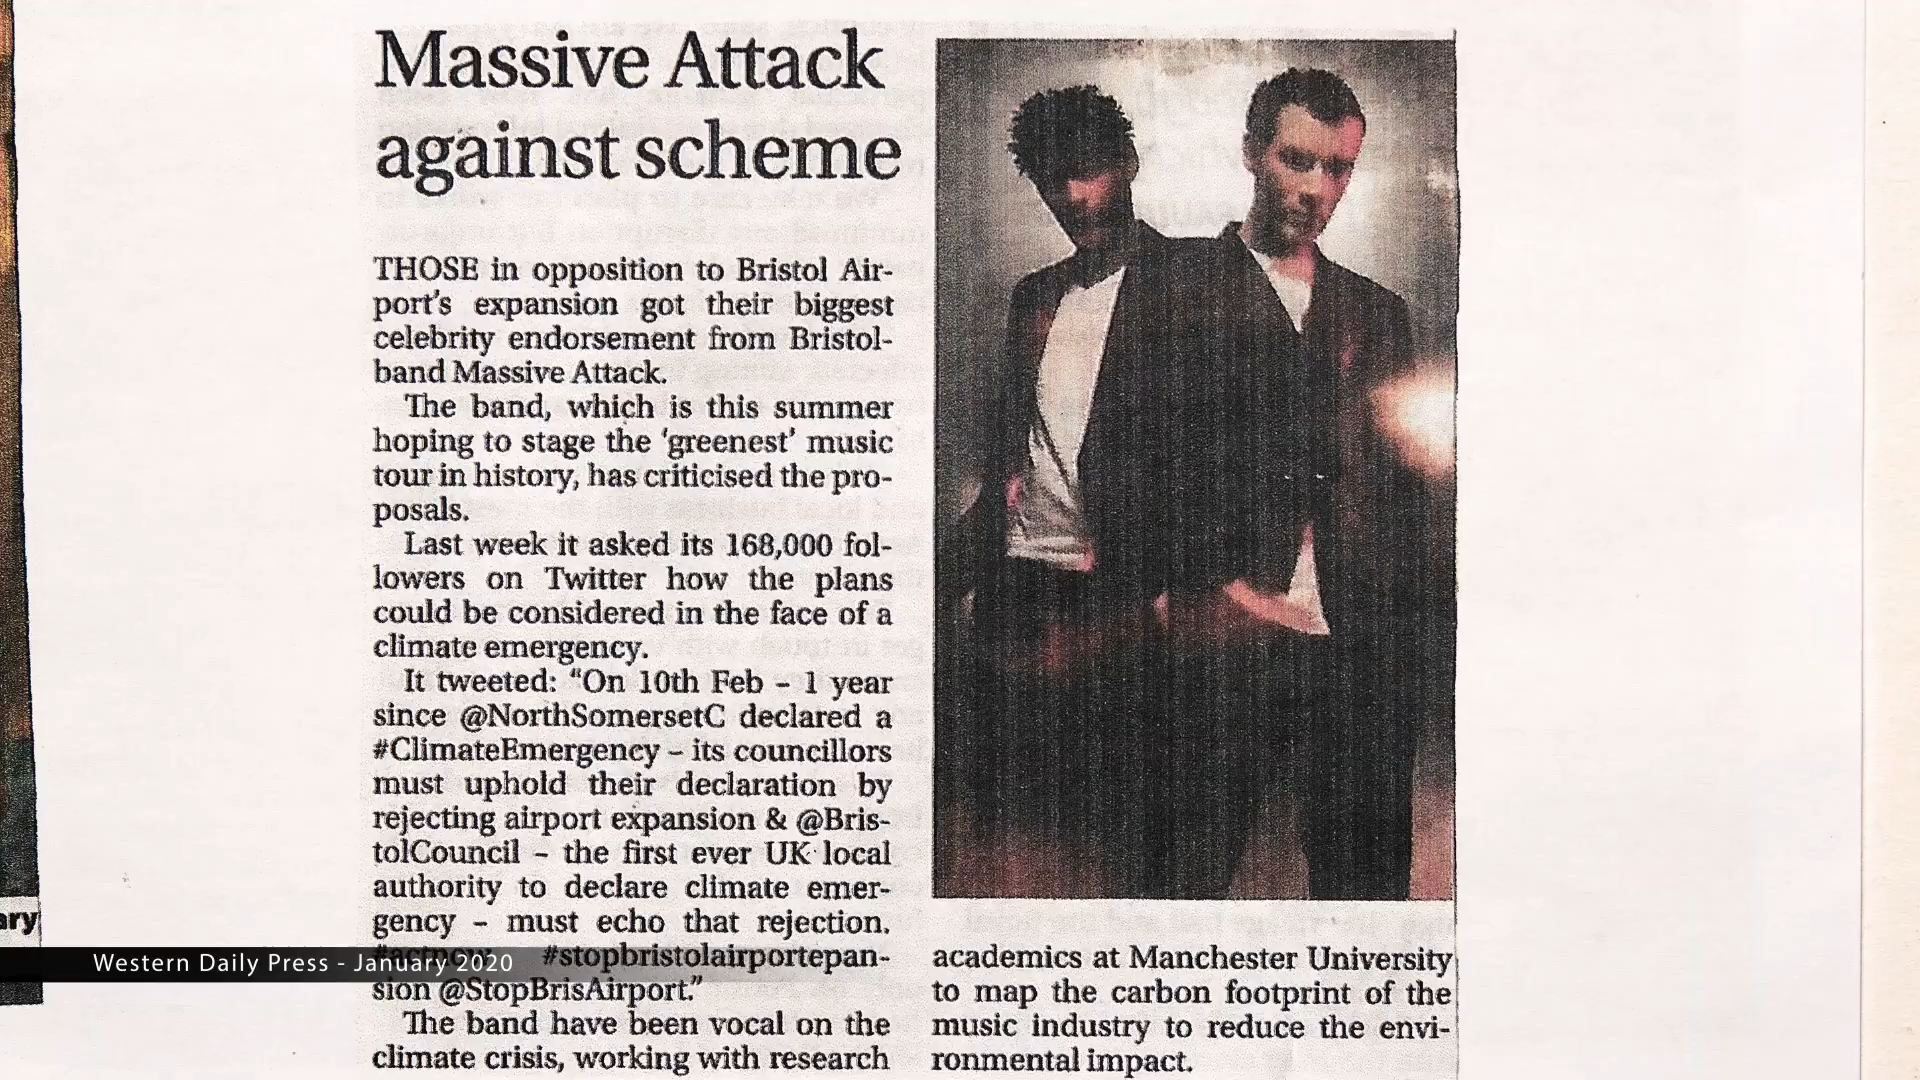 Massive Attack
against scheme
THOSE in opposition to Bristol Air-
port's expansion got their biggest
celebrity endorsement from Bristol-
band Massive Attack.
The band, which is this summer
hoping to stage the 'greenest' music
tour in history, has criticised the pro-
posals.
Last week it asked its 168,000 fol-
lowers on Twitter how the plans
could be considered in the face of a
climate emergency.
It tweeted: “On 10th Feb – 1 year
since @NorthSomersetC declared a
#ClimateEmergency – its councillors
must uphold their declaration by
rejecting airport expansion & @Bris-
tolCouncil – the first ever UK local
authority to declare climate emer-
gency – must echo that rejection.
#actnow #stopbristolairportepan-
sion @StopBrisAirport.”
The band have been vocal on the
climate crisis, working with research
academics at Manchester University
to map the carbon footprint of the
music industry to reduce the envi-
ronmental impact.
ary
Western Daily Press - January 2020